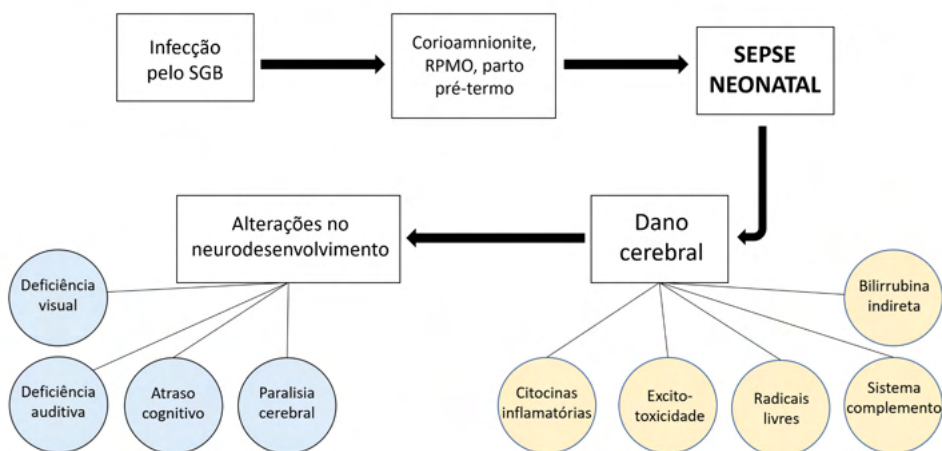 Infecção
pelo SGB
Corioamnionite,
RPMO, parto
pré-termo
SEPSE
NEONATAL
Dano
cerebral
Alterações no
neurodesenvolvimento
Deficiência
visual
Deficiência
auditiva
Atraso
cognitivo
Paralisia
cerebral
Citocinas
inflamatórias
Excito-
toxicidade
Radicais
livres
Sistema
complemento
Bilirrubina
indireta